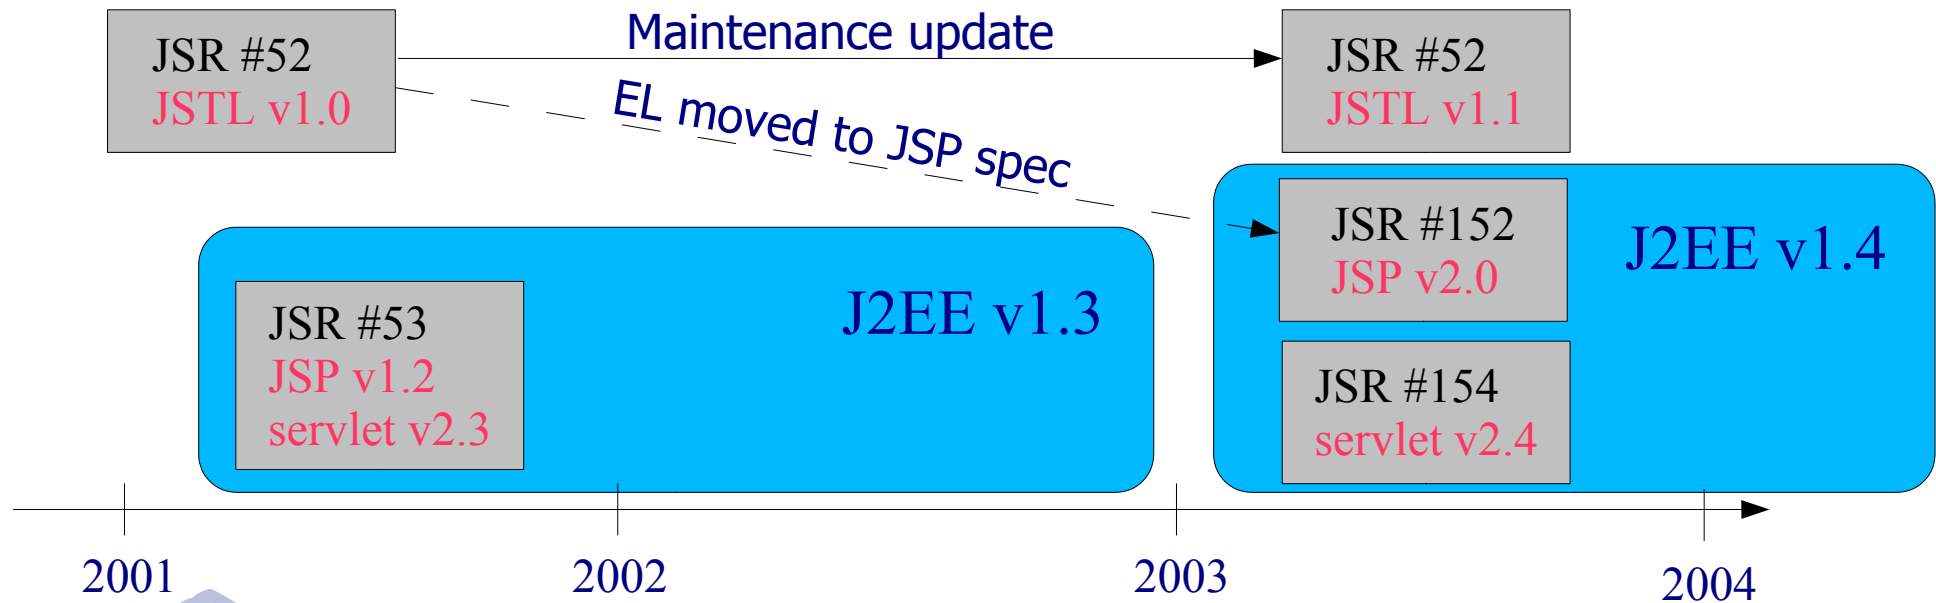 JSR #52
JSTL v1.0
Maintenance update
EL moved to JSP spec
JSR #52
JSTL v1.1
JSR #53
JSP v1.2
servlet v2.3
J2EE v1.3
JSR #152
JSP v2.0
J2EE v1.4
JSR #154
servlet v2.4
2001
2002
2003
2004